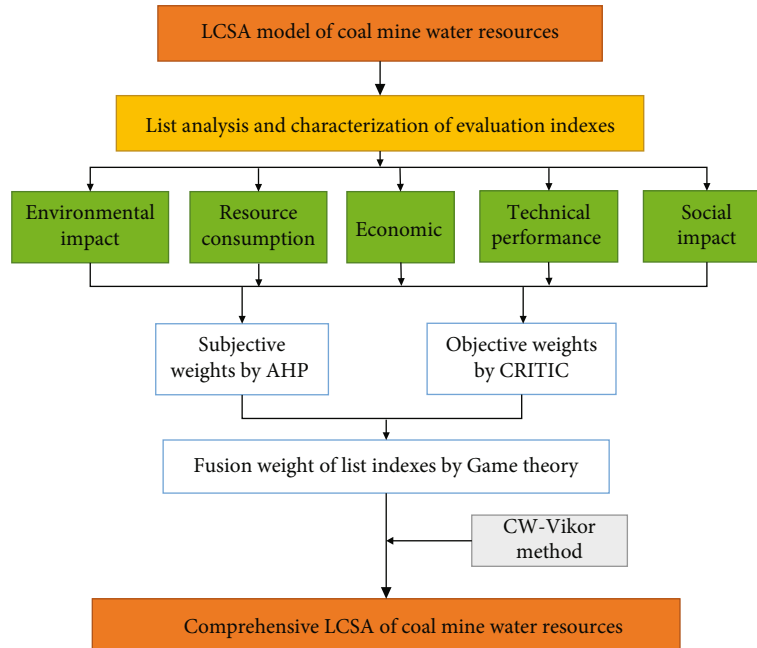 LCSA model of coal mine water resources
List analysis and characterization of evaluation indexes
Environmental
impact
Resource
consumption
Economic
Technical
performance
Social
impact
Subjective
weights by AHP
Objective weights
by CRITIC
Fusion weight of list indexes by Game theory
CW-Vikor
method
Comprehensive LCSA of coal mine water resources